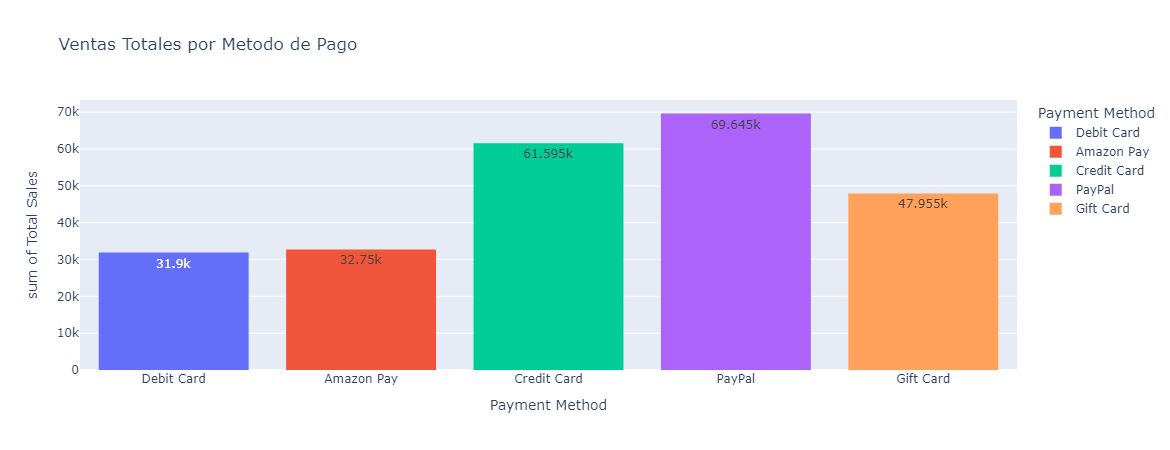 Ventas Totales por Metodo de Pago
sum of Total Sales
70k
60k
50k
40k
30k
20k
10k
0
31.9k
32.75k
61.595k
69.645k
47.955k
Debit Card
Amazon Pay
Credit Card
PayPal
Gift Card
Payment Method
Payment Method
Debit Card
Amazon Pay
Credit Card
PayPal
Gift Card